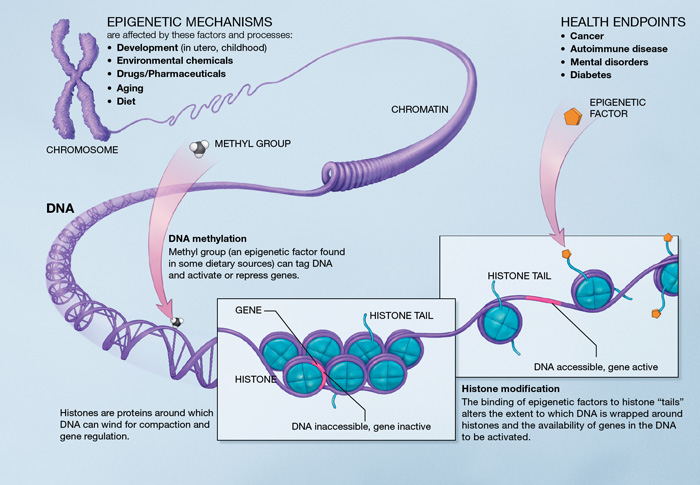 EPIGENETIC MECHANISMS
are affected by these factors and processes:
• Development (in utero, childhood)
• Environmental chemicals
• Drugs/Pharmaceuticals
• Aging
• Diet
HEALTH ENDPOINTS
• Cancer
• Autoimmune disease
• Mental disorders
• Diabetes
EPIGENETIC
FACTOR
CHROMATIN
CHROMOSOME
METHYL GROUP
DNA
DNA methylation
Methyl group (an epigenetic factor found
in some dietary sources) can tag DNA
and activate or repress genes.
HISTONE TAIL
GENE
HISTONE TAIL
HISTONE
DNA accessible, gene active
DNA inaccessible, gene inactive
Histones are proteins around which
DNA can wind for compaction and
gene regulation.
Histone modification
The binding of epigenetic factors to histone “tails”
alters the extent to which DNA is wrapped around
histones and the availability of genes in the DNA
to be activated.